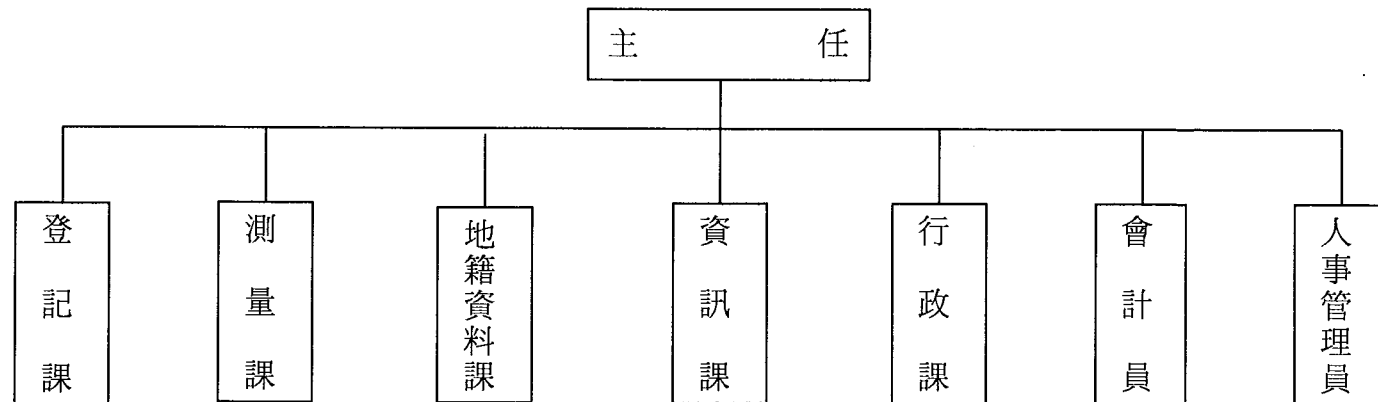 主任
登記課
測量課
地籍資料課
資訊課
行政課
會計員
人事管理員